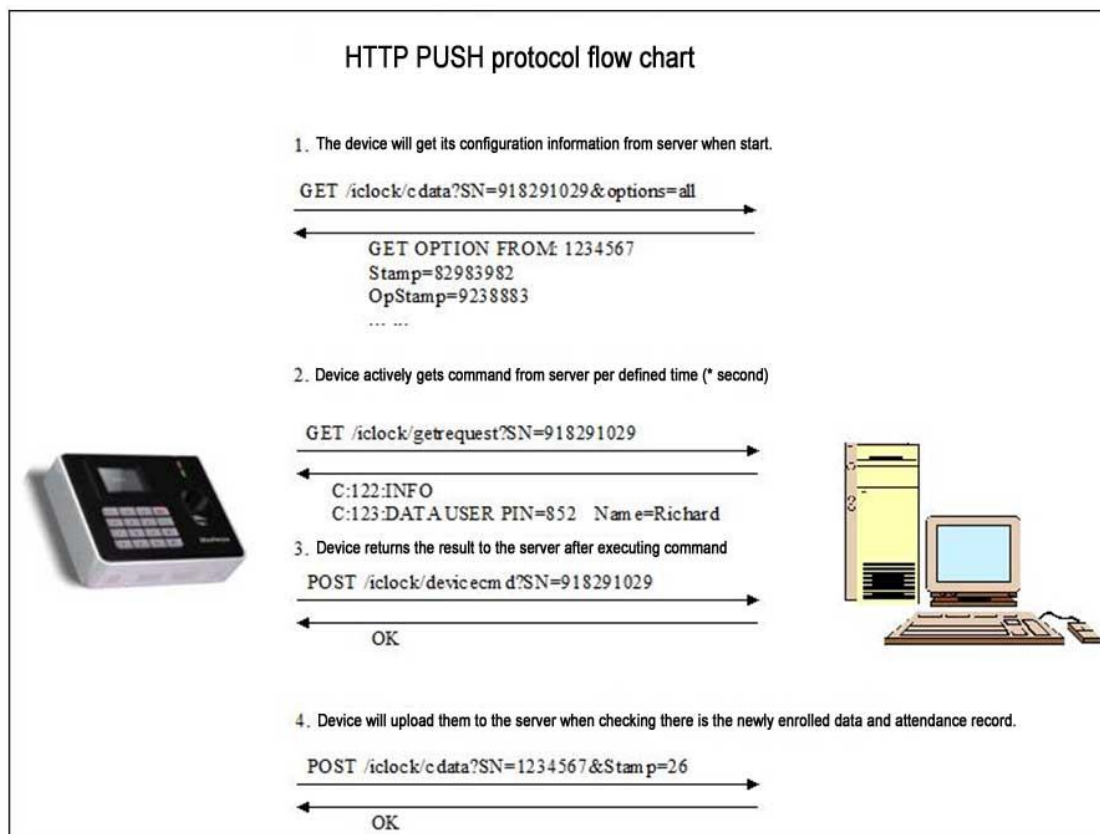 HTTP PUSH protocol flow chart
1. The device will get its configuration information from server when start.
GET /iclock/cdata?SN=918291029&options=all
GET OPTION FROM: 1234567
Stamp=82983982
OpStamp=9238883
... ...
2. Device actively gets command from server per defined time (* second)
GET /iclock/getrequest?SN=918291029
C:122:INFO
C:123:DATA USER PIN=852 Name=Richard
3. Device returns the result to the server after executing command
POST /iclock/devicecmd?SN=918291029
OK
4. Device will upload them to the server when checking there is the newly enrolled data and attendance record.
POST /iclock/cdata?SN=1234567&Stamp=26
OK